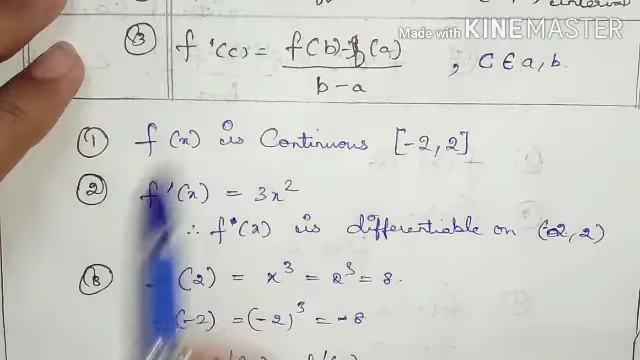 interval
Made with KINEMASTER
③ f'(c) = f(b)-f(a) / b-a , C ∈ a, b.
① f(x) is Continuous [-2, 2]
② f'(x) = 3x²
∴ f'(x) is differentiable on (-2, 2)
③ (2) = x³ = 2³ = 8.
(-2) = (-2)³ = -8